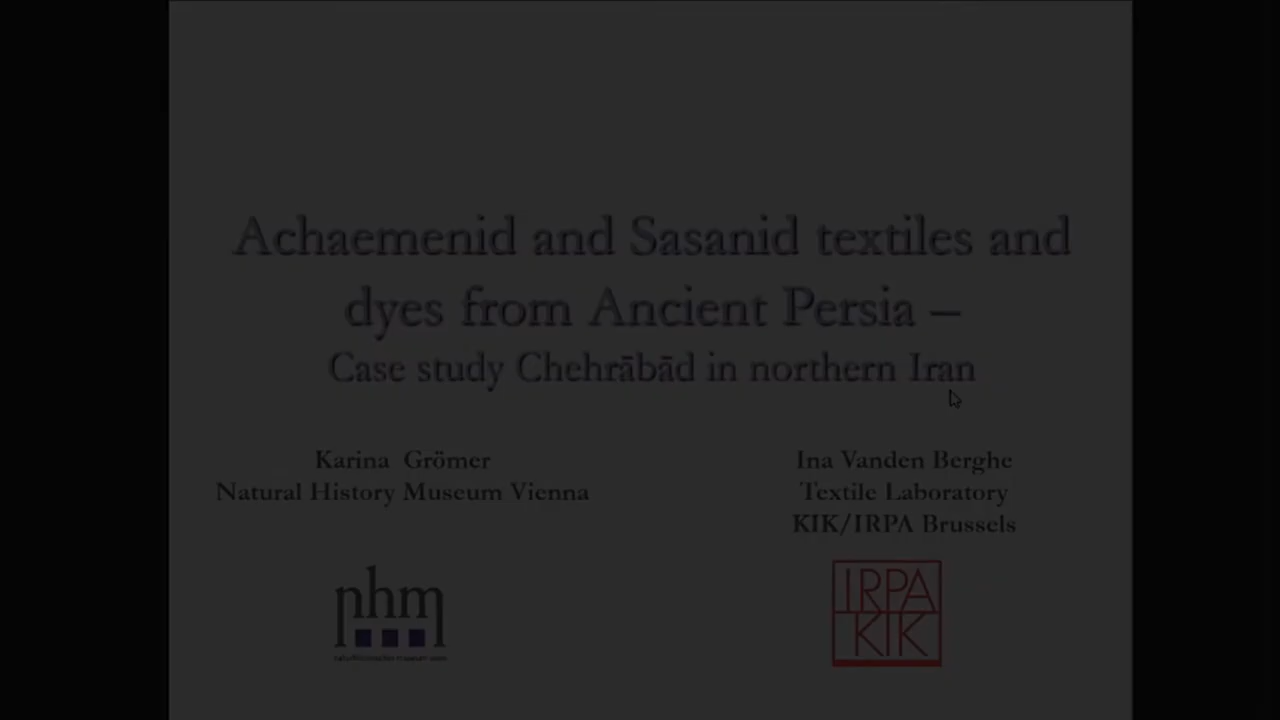 Achaemenid and Sasanid textiles and
dyes from Ancient Persia –
Case study Chehrābād in northern Iran
Karina Grömer
Natural History Museum Vienna
Ina Vanden Berghe
Textile Laboratory
KIK/IRPA Brussels
nhm
IRPA
KIK